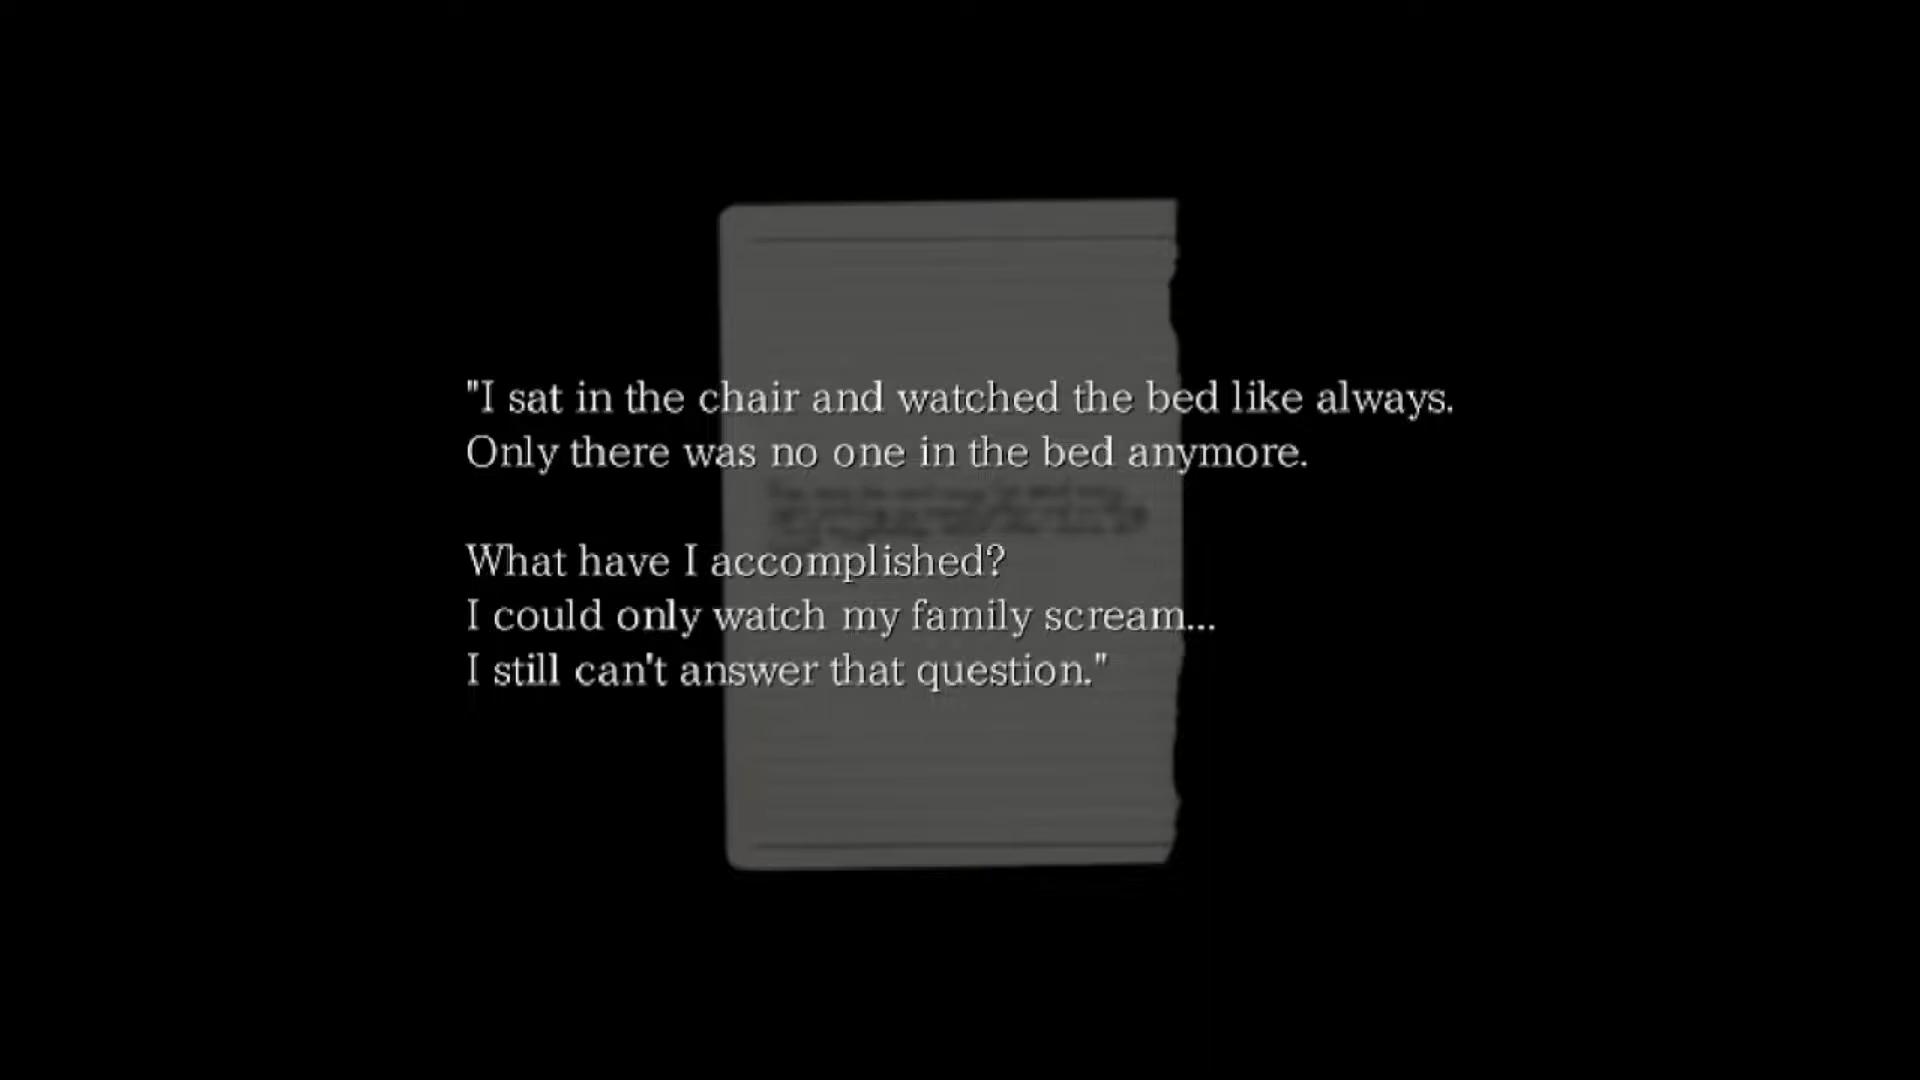 "I sat in the chair and watched the bed like always.
Only there was no one in the bed anymore.
What have I accomplished?
I could only watch my family scream...
I still can't answer that question."